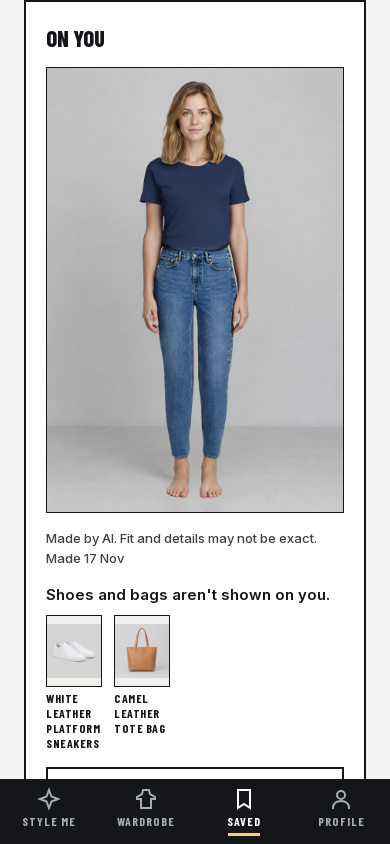 ON YOU
Made by AI. Fit and details may not be exact.
Made 17 Nov
Shoes and bags aren't shown on you.
WHITE
LEATHER
PLATFORM
SNEAKERS
CAMEL
LEATHER
TOTE BAG
STYLE ME
WARDROBE
SAVED
PROFILE